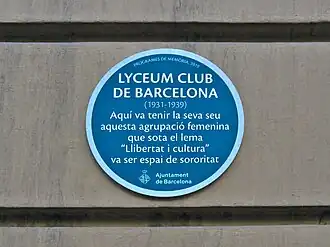 PROGRAMES DE MEMÒRIA, 2018
LYCEUM CLUB
DE BARCELONA
(1931-1939)
Aquí va tenir la seva seu
aquesta agrupació femenina
que sota el lema
“Llibertat i cultura”
va ser espai de sororitat
Ajuntament
de Barcelona